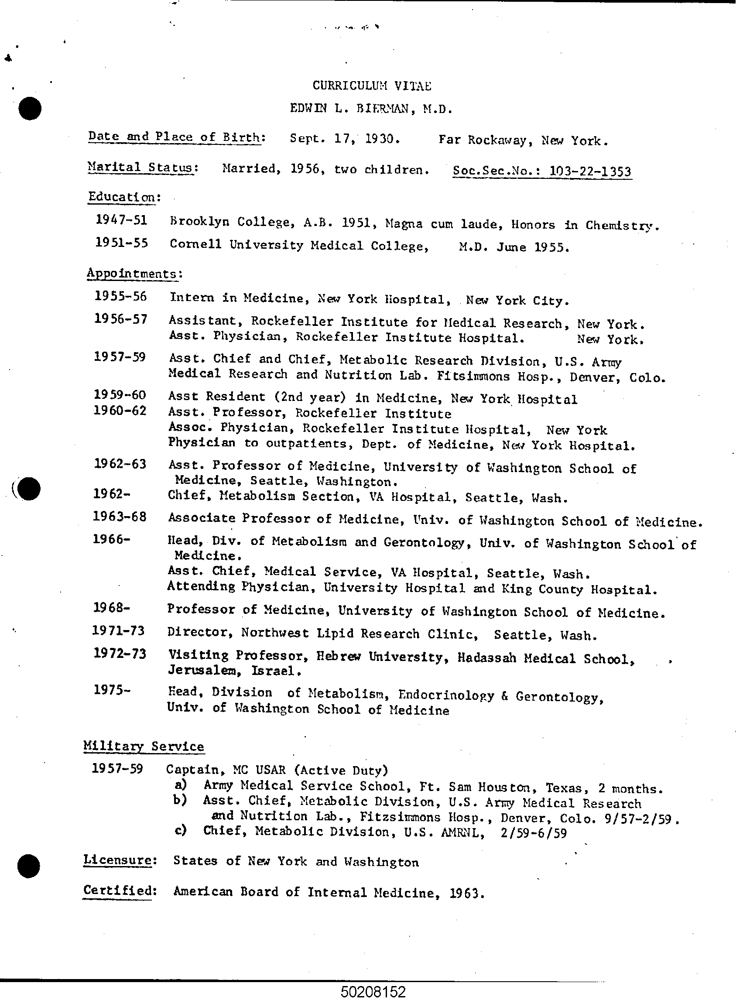 CURRICULUM VITAE
EDWIN L. BIERMAN, M.D.
Date and Place of Birth: Sept. 17, 1930. Far Rockaway, New York.
Marital Status: Married, 1956, two children. Soc.Sec.No.: 103-22-1353
Education:
1947-51 Brooklyn College, A.B. 1951, Magna cum laude, Honors in Chemistry.
1951-55 Cornell University Medical College, M.D. June 1955.
Appointments:
1955-56 Intern in Medicine, New York Hospital, New York City.
1956-57 Assistant, Rockefeller Institute for Medical Research, New York.
Asst. Physician, Rockefeller Institute Hospital. New York.
1957-59 Asst. Chief and Chief, Metabolic Research Division, U.S. Army
Medical Research and Nutrition Lab. Fitsimmons Hosp., Denver, Colo.
1959-60 Asst Resident (2nd year) in Medicine, New York Hospital
1960-62 Asst. Professor, Rockefeller Institute
Assoc. Physician, Rockefeller Institute Hospital, New York
Physician to outpatients, Dept. of Medicine, New York Hospital.
1962-63 Asst. Professor of Medicine, University of Washington School of
Medicine, Seattle, Washington.
1962- Chief, Metabolism Section, VA Hospital, Seattle, Wash.
1963-68 Associate Professor of Medicine, Univ. of Washington School of Medicine.
1966- Head, Div. of Metabolism and Gerontology, Univ. of Washington School of
Medicine.
Asst. Chief, Medical Service, VA Hospital, Seattle, Wash.
Attending Physician, University Hospital and King County Hospital.
1968- Professor of Medicine, University of Washington School of Medicine.
1971-73 Director, Northwest Lipid Research Clinic, Seattle, Wash.
1972-73 Visiting Professor, Hebrew University, Hadassah Medical School,
Jerusalem, Israel.
1975- Head, Division of Metabolism, Endocrinology & Gerontology,
Univ. of Washington School of Medicine
Military Service
1957-59 Captain, MC USAR (Active Duty)
a) Army Medical Service School, Ft. Sam Houston, Texas, 2 months.
b) Asst. Chief, Metabolic Division, U.S. Army Medical Research
and Nutrition Lab., Fitzsimmons Hosp., Denver, Colo. 9/57-2/59.
c) Chief, Metabolic Division, U.S. AMRNL, 2/59-6/59
Licensure: States of New York and Washington
Certified: American Board of Internal Medicine, 1963.
50208152